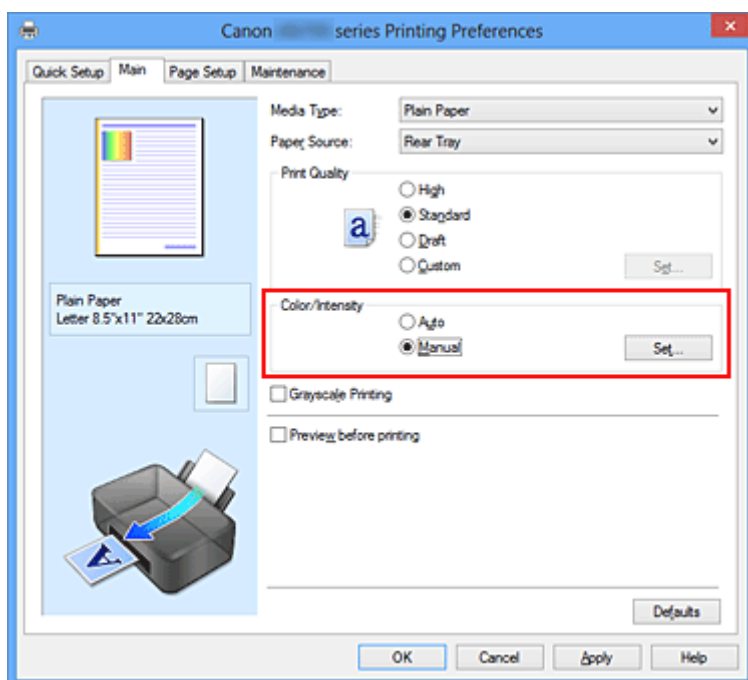 Canon series Printing Preferences
Quick Setup Main Page Setup Maintenance
Media Type: Plain Paper
Paper Source: Rear Tray
Print Quality
High
a Standard
Draft
Custom Set...
Plain Paper
Letter 8.5"x11" 22x28cm
Color/Intensity
Auto
Manual Set...
Grayscale Printing
Preview before printing
A
Defaults
OK Cancel Apply Help